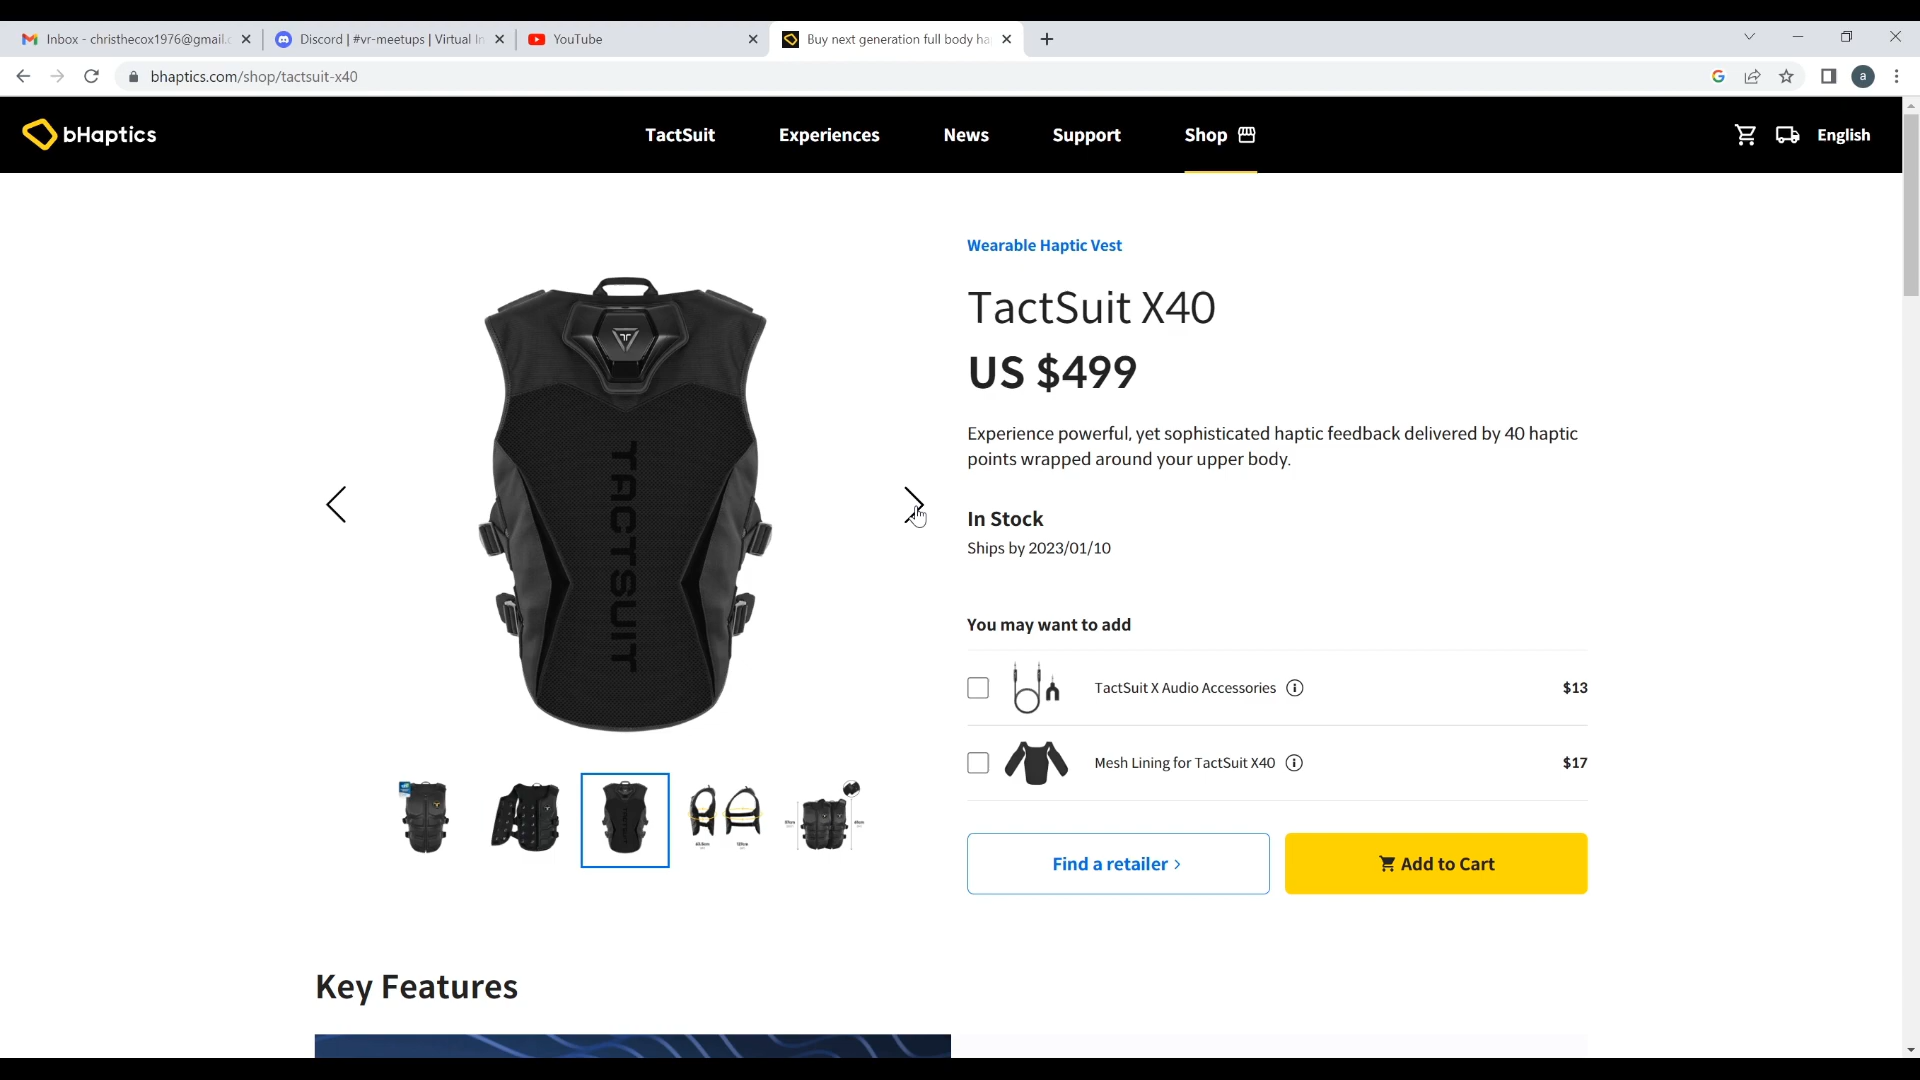 Inbox - christhecox1976@gmail.c
Discord | #vr-meetups | Virtual In
YouTube
Buy next generation full body ha
bhaptics.com/shop/tactsuit-x40
a
bHaptics
TactSuit
Experiences
News
Support
Shop
English
Wearable Haptic Vest
TactSuit X40
US $499
Experience powerful, yet sophisticated haptic feedback delivered by 40 haptic
points wrapped around your upper body.
In Stock
Ships by 2023/01/10
TACTSUIT
You may want to add
TactSuit X Audio Accessories
$13
Mesh Lining for TactSuit X40
$17
Find a retailer >
Add to Cart
Key Features